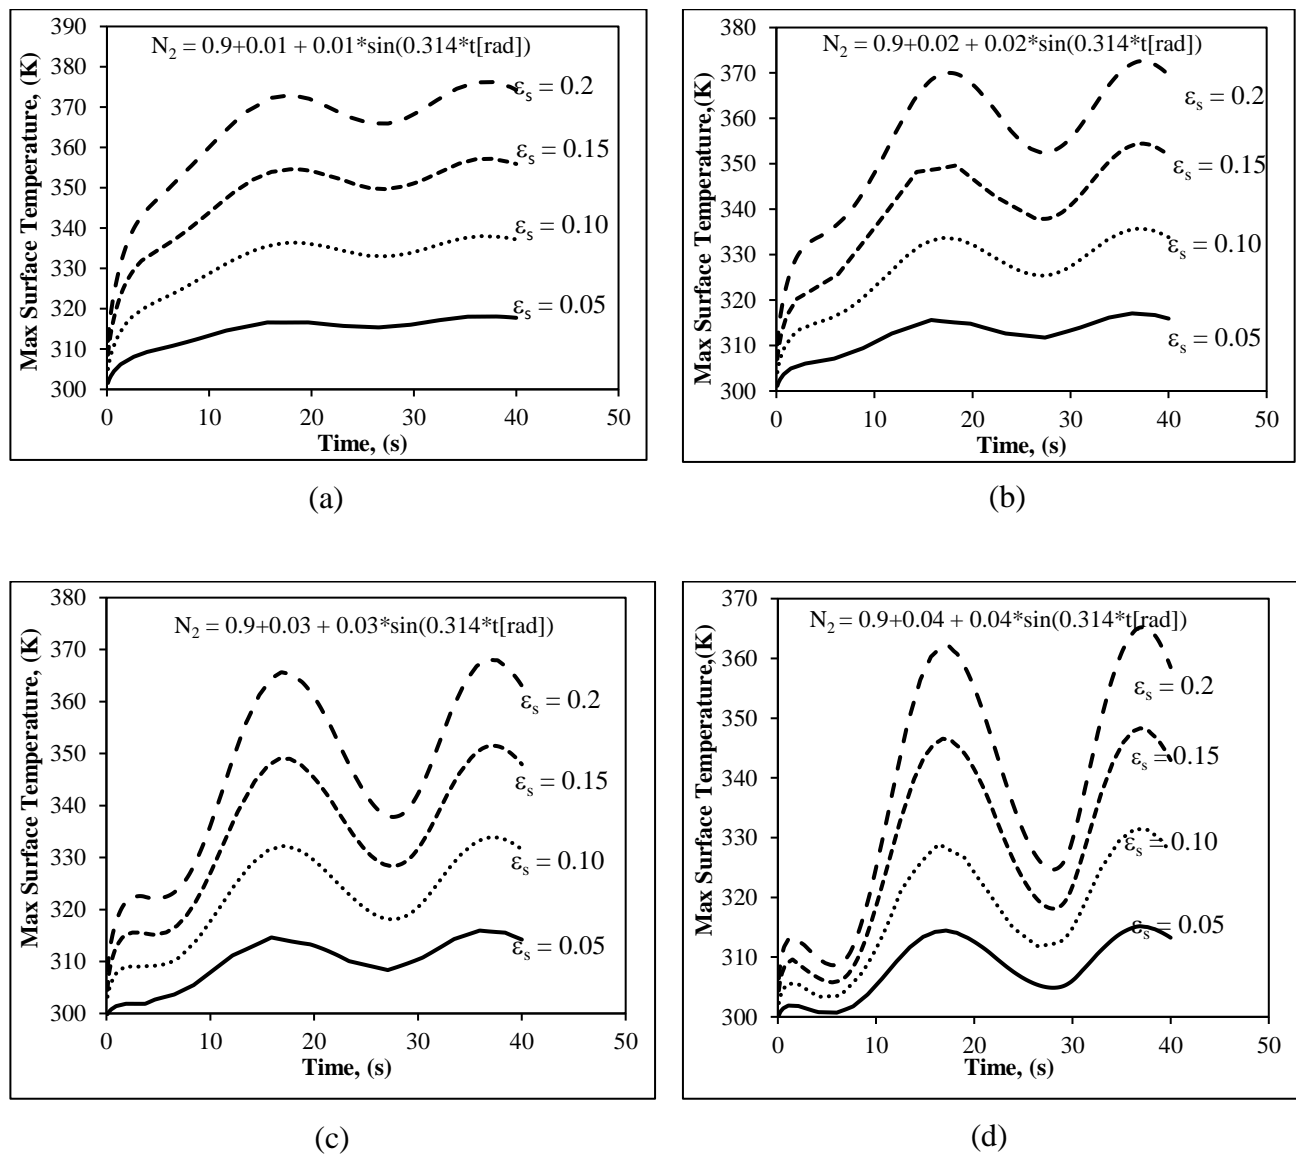 N₂ = 0.9+0.01 + 0.01*sin(0.314*t[rad])
Max Surface Temperature, (K)
390
380
370
360
350
340
330
320
310
300
0
10
20
30
40
50
Time, (s)
εₛ = 0.2
εₛ = 0.15
εₛ = 0.10
εₛ = 0.05
(a)
N₂ = 0.9+0.02 + 0.02*sin(0.314*t[rad])
Max Surface Temperature,(K)
380
370
360
350
340
330
320
310
300
0
10
20
30
40
50
Time, (s)
εₛ = 0.2
εₛ = 0.15
εₛ = 0.10
εₛ = 0.05
(b)
N₂ = 0.9+0.03 + 0.03*sin(0.314*t[rad])
Max Surface Temperature, (K)
380
370
360
350
340
330
320
310
300
0
10
20
30
40
50
Time, (s)
εₛ = 0.2
εₛ = 0.15
εₛ = 0.10
εₛ = 0.05
(c)
N₂ = 0.9+0.04 + 0.04*sin(0.314*t[rad])
Max Surface Temperature,(K)
370
360
350
340
330
320
310
300
0
10
20
30
40
50
Time, (s)
εₛ = 0.2
εₛ = 0.15
εₛ = 0.10
εₛ = 0.05
(d)